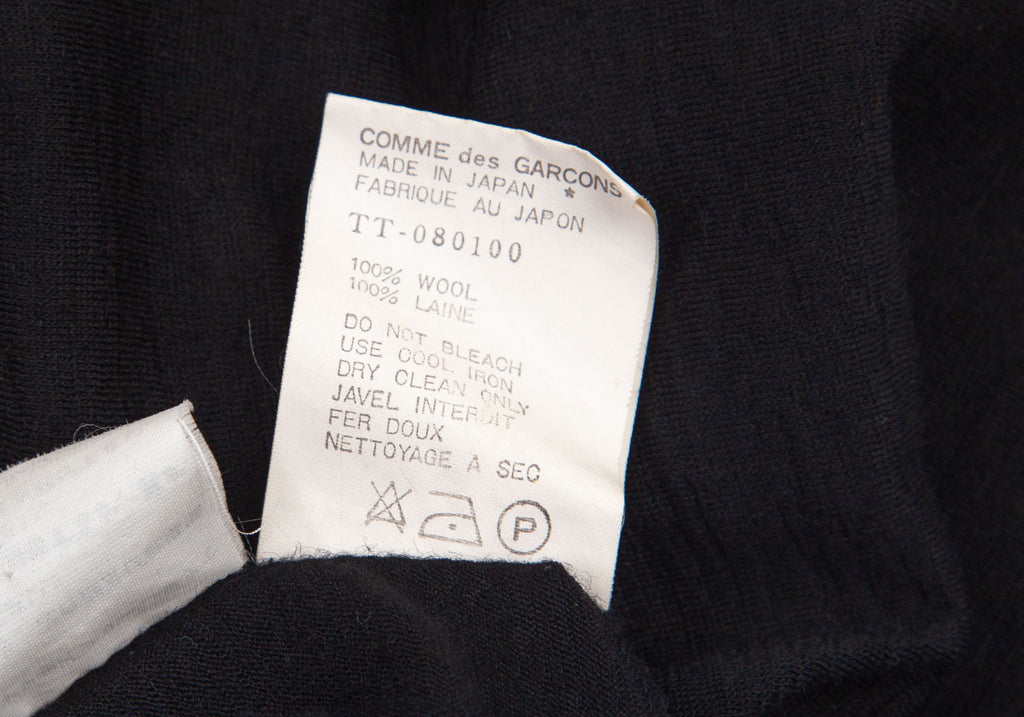 COMME des GARCONS
MADE IN JAPAN *
FABRIQUE AU JAPON
TT-080100
100% WOOL
100% LAINE
DO NOT BLEACH
USE COOL IRON
DRY CLEAN ONLY
JAVEL INTERDIT
FER DOUX
NETTOYAGE A SEC
P